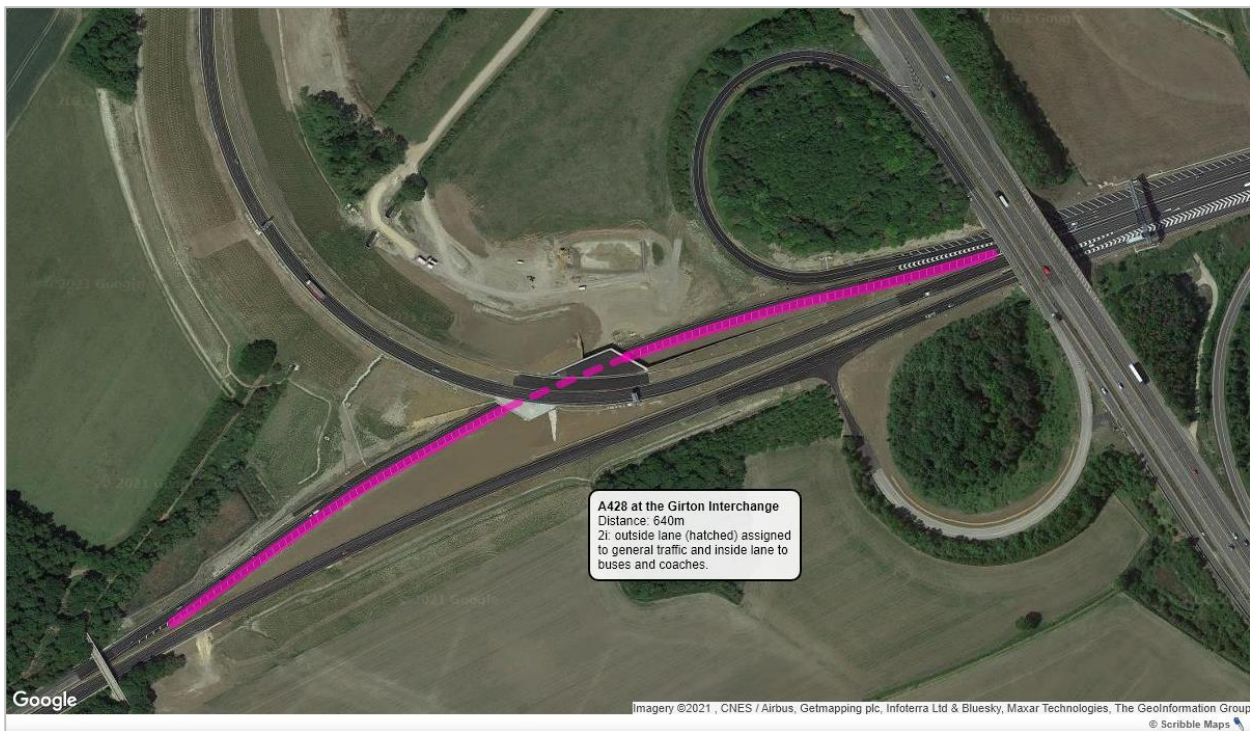 A428 at the Girton Interchange
Distance: 640m
2i: outside lane (hatched) assigned
to general traffic and inside lane to
buses and coaches.
Google
Imagery ©2021 , CNES / Airbus, Getmapping plc, Infoterra Ltd & Bluesky, Maxar Technologies, The GeoInformation Group
© Scribble Maps